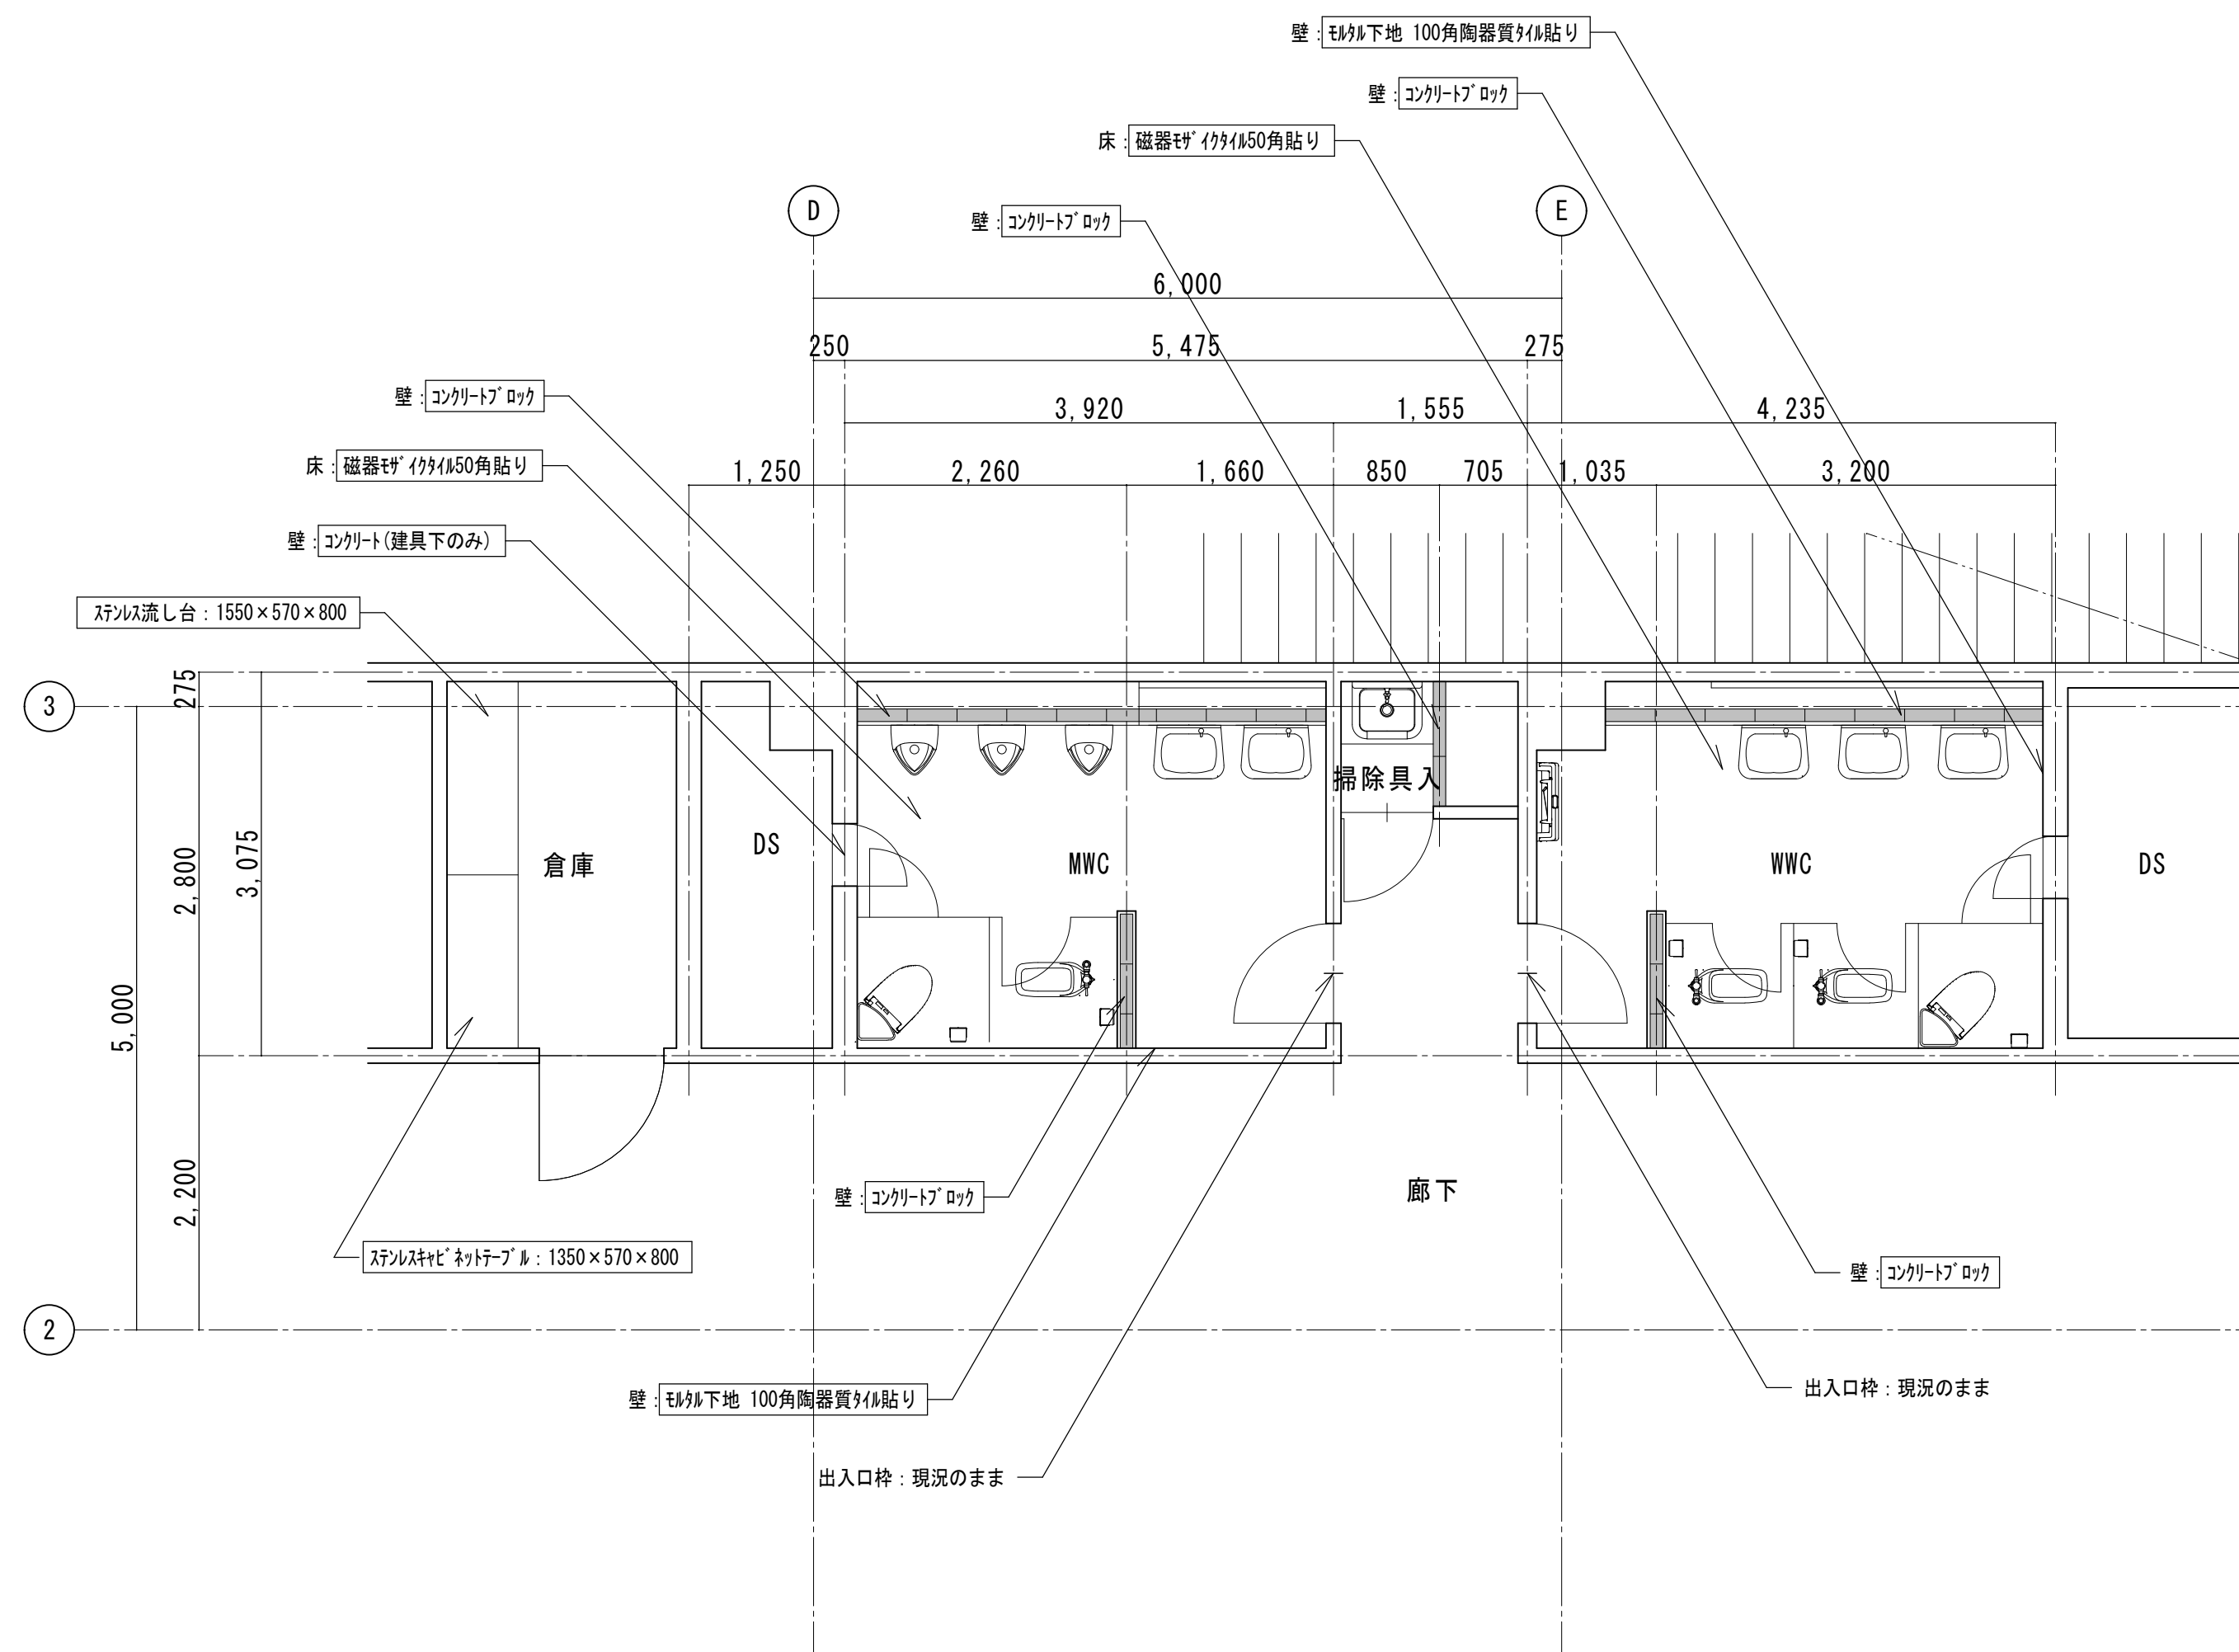 壁：ﾓﾙﾀﾙ下地 100角陶器質ﾀｲﾙ貼り
壁：ｺﾝｸﾘｰﾄﾌﾞﾛｯｸ
床：磁器ﾓｻﾞｲｸﾀｲﾙ50角貼り
D
E
壁：ｺﾝｸﾘｰﾄﾌﾞﾛｯｸ
6,000
250
5,475
275
壁：ｺﾝｸﾘｰﾄﾌﾞﾛｯｸ
3,920
1,555
4,235
床：磁器ﾓｻﾞｲｸﾀｲﾙ50角貼り
1,250
2,260
1,660
850
705
1,035
3,200
壁：ｺﾝｸﾘｰﾄ(建具下のみ)
ｽﾃﾝﾚｽ流し台：1550×570×800
3
275
2,800
3,075
5,000
2,200
倉庫
DS
MWC
掃除具入
WWC
DS
壁：ｺﾝｸﾘｰﾄﾌﾞﾛｯｸ
廊下
ｽﾃﾝﾚｽｷｬﾋﾞﾈｯﾄﾃｰﾌﾞﾙ：1350×570×800
壁：ｺﾝｸﾘｰﾄﾌﾞﾛｯｸ
2
出入口枠：現況のまま
壁：ﾓﾙﾀﾙ下地 100角陶器質ﾀｲﾙ貼り
出入口枠：現況のまま